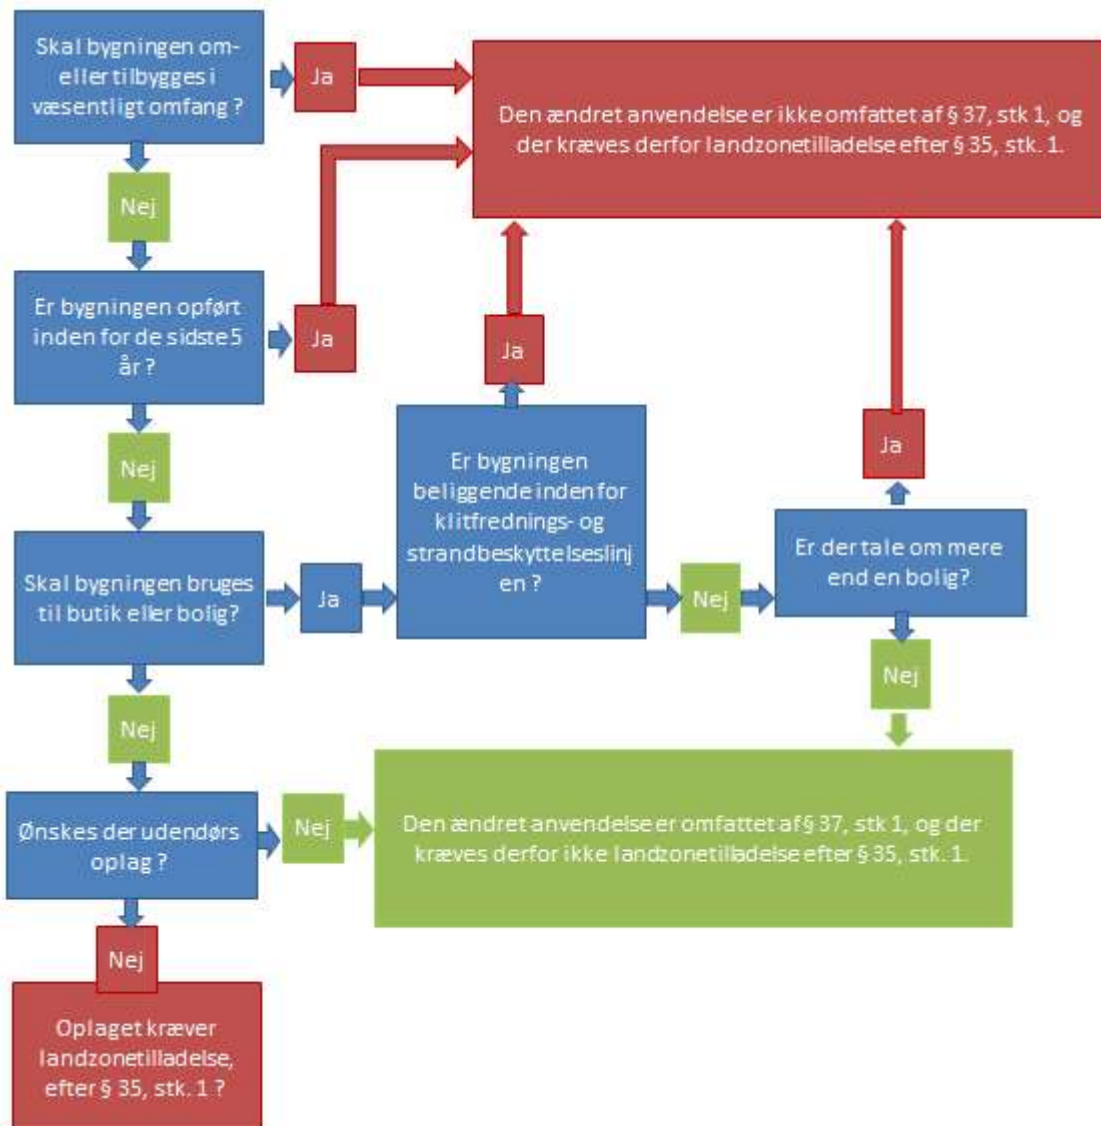 Skal bygningen om-
eller tilbygges i
væsentligt omfang ?
Ja
Den ændret anvendelse er ikke omfattet af § 37, stk 1, og
der kræves derfor landzonetilladelse efter § 35, stk. 1.
Nej
Er bygningen opført
inden for de sidste 5
år ?
Ja
Ja
Nej
Er bygningen
beliggende inden for
klitfrednings- og
strandbeskyttelseslinj
en ?
Ja
Er der tale om mere
end en bolig?
Skal bygningen bruges
til butik eller bolig?
Ja
Nej
Nej
Nej
Ønskes der udendørs
oplag ?
Nej
Den ændret anvendelse er omfattet af § 37, stk 1, og der
kræves derfor ikke landzonetilladelse efter § 35, stk. 1.
Nej
Oplaget kræver
landzonetilladelse,
efter § 35, stk. 1 ?